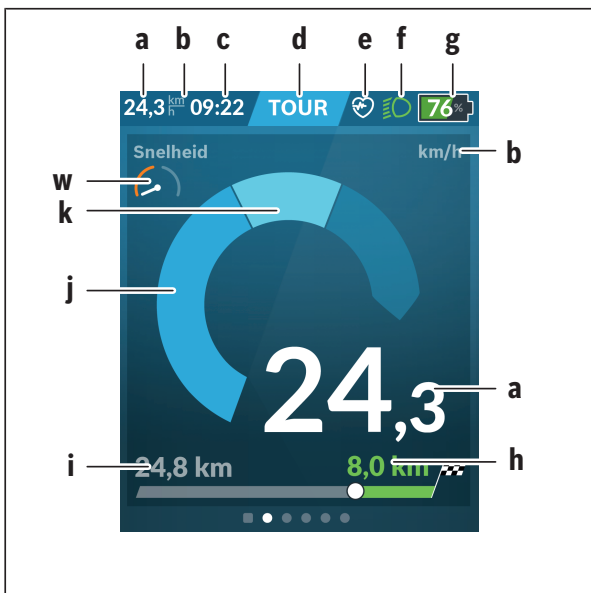 a b c d e f g
24,3 km/h 09:22 TOUR 76%
Snelheid km/h b
w
k
j
24,3 a
i 24,8 km 8,0 km h